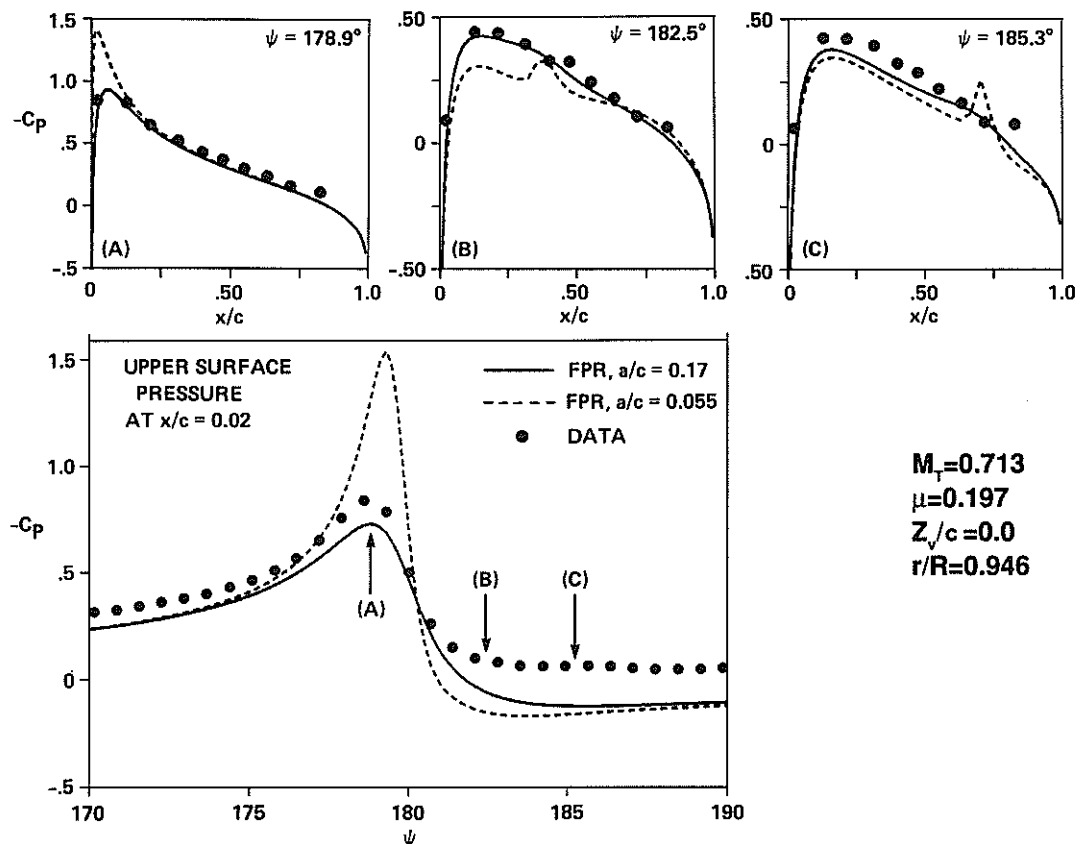 1.5
1.0
-CP
.5
0
-.5
ψ = 178.9°
(A)
0 .50 1.0
x/c
.50
0
-.50
ψ = 182.5°
(B)
0 .50 1.0
x/c
.50
0
.50
ψ = 185.3°
(C)
0 .50 1.0
x/c
UPPER SURFACE
PRESSURE
AT x/c = 0.02
FPR, a/c = 0.17
FPR, a/c = 0.055
DATA
1.5
1.0
-CP
.5
0
-.5
(A)
(B)
(C)
170 175 180 185 190
ψ
MT=0.713
μ=0.197
Zv/c =0.0
r/R=0.946